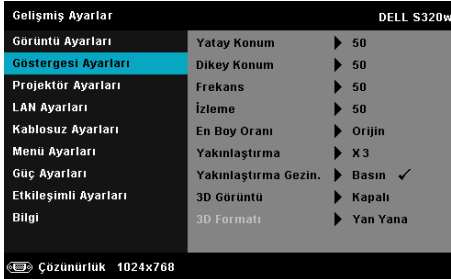 Gelişmiş Ayarlar DELL S320w
Görüntü Ayarları
Göstergesi Ayarları
Projektör Ayarları
LAN Ayarları
Kablosuz Ayarları
Menü Ayarları
Güç Ayarları
Etkileşimli Ayarları
Bilgi
Yatay Konum 50
Dikey Konum 50
Frekans 50
İzleme 50
En Boy Oranı Orijin
Yakınlaştırma X 3
Yakınlaştırma Gezin. Basın ✓
3D Görüntü Kapalı
3D Formatı Yan Yana
Çözünürlük 1024x768